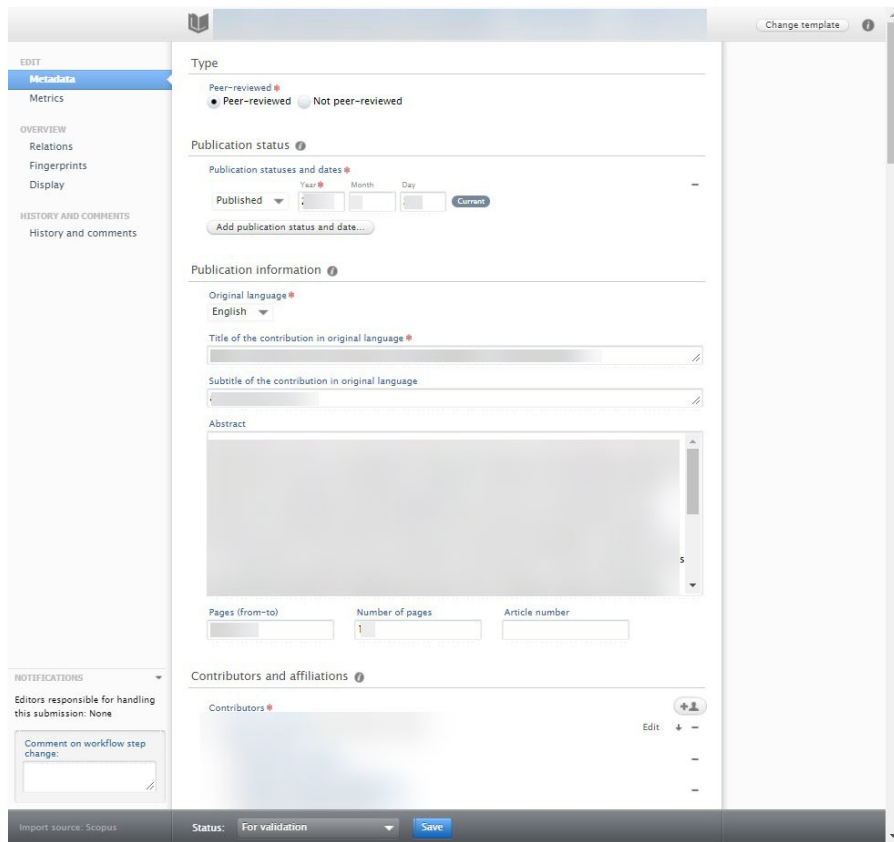 Change template
EDIT
Metadata
Metrics
OVERVIEW
Relations
Fingerprints
Display
HISTORY AND COMMENTS
History and comments
Type
Peer-reviewed *
Peer-reviewed Not peer-reviewed
Publication status
Publication statuses and dates *
Year * Month Day
Published Current
Add publication status and date...
Publication information
Original language *
English
Title of the contribution in original language *
Subtitle of the contribution in original language
Abstract
s
Pages (from-to) Number of pages Article number
1
Contributors and affiliations
Contributors *
Edit
NOTIFICATIONS
Editors responsible for handling
this submission: None
Comment on workflow step
change:
Import source: Scopus
Status: For validation Save